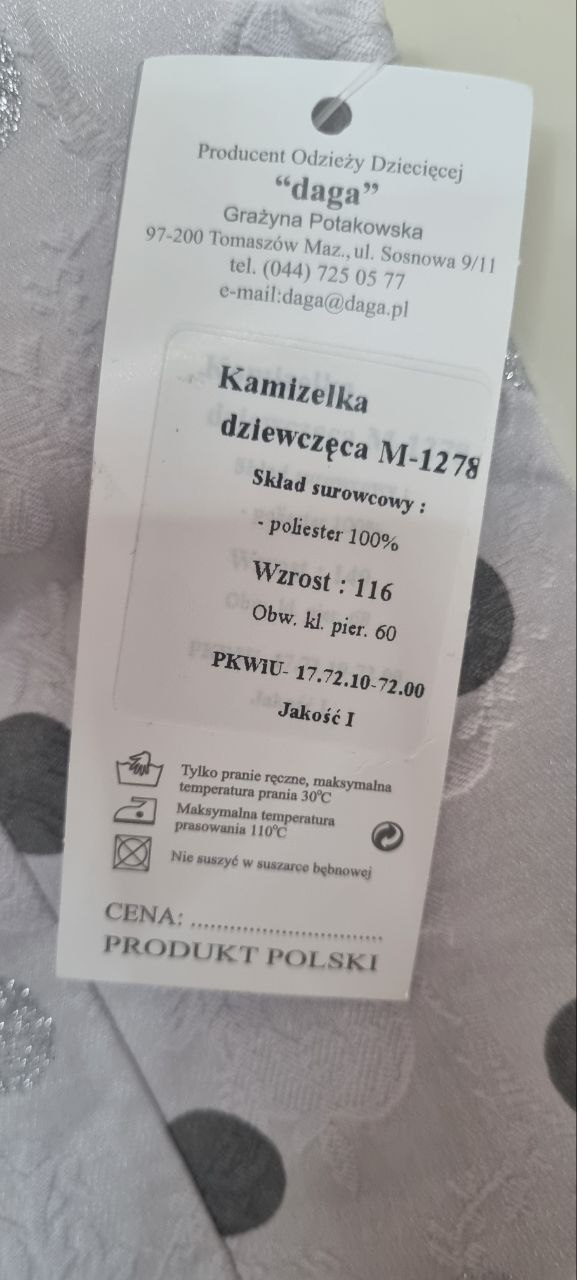 Producent Odzieży Dziecięcej
“daga”
Grażyna Potakowska
97-200 Tomaszów Maz., ul. Sosnowa 9/11
tel. (044) 725 05 77
e-mail:daga@daga.pl
Kamizelka
dziewczęca M-1278
Skład surowcowy :
- poliester 100%
Wzrost : 116
Obw. kl. pier. 60
PKWiU- 17.72.10-72.00
Jakość I
Tylko pranie ręczne, maksymalna
temperatura prania 30°C
Maksymalna temperatura
prasowania 110°C
Nie suszyć w suszarce bębnowej
CENA: ................................
PRODUKT POLSKI